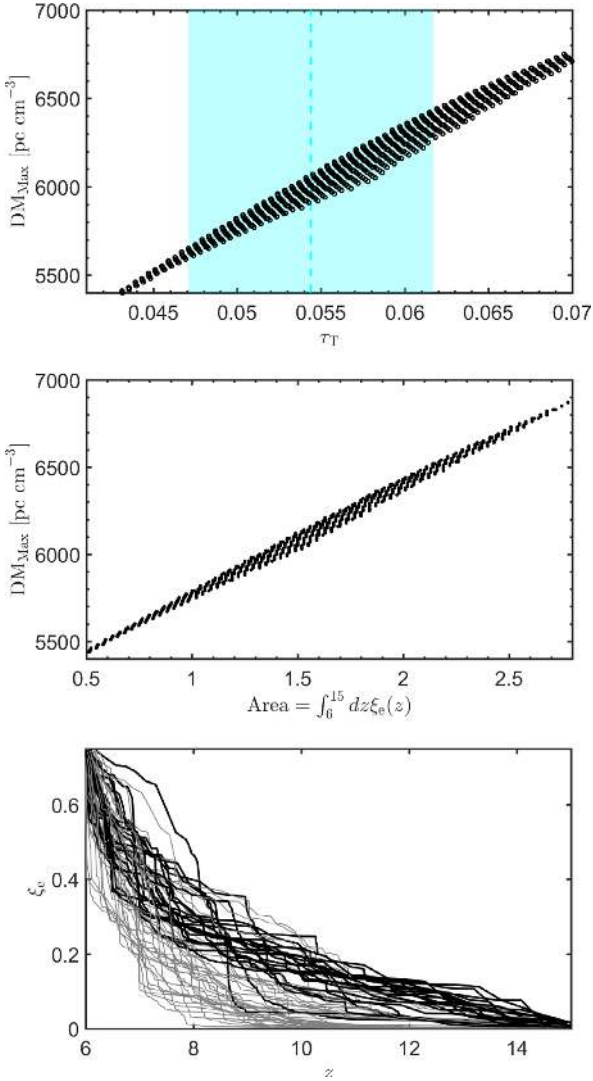 7000
6500
6000
5500
DM_Max [pc cm^−3]
0.045 0.05 0.055 0.06 0.065 0.07
τ_T
7000
6500
6000
5500
DM_Max [pc cm^−3]
0.5 1 1.5 2 2.5
Area = ∫_6^15 dzξ_e(z)
0.6
0.4
0.2
0
ξ_e
6 8 10 12 14
z